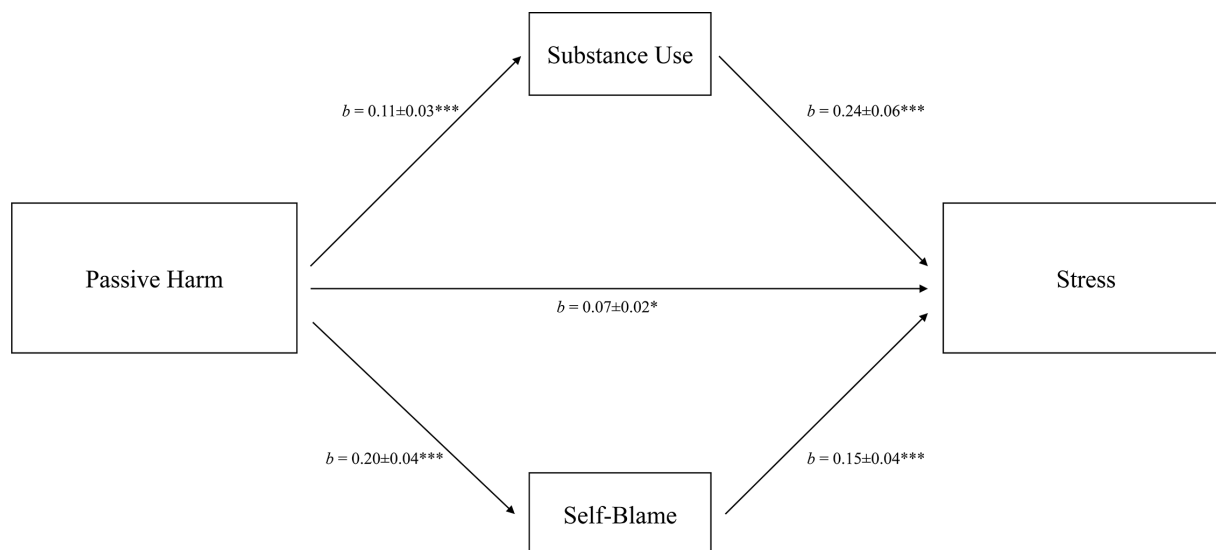 Substance Use
b = 0.11±0.03***
b = 0.24±0.06***
Passive Harm
Stress
b = 0.07±0.02*
b = 0.20±0.04***
b = 0.15±0.04***
Self-Blame